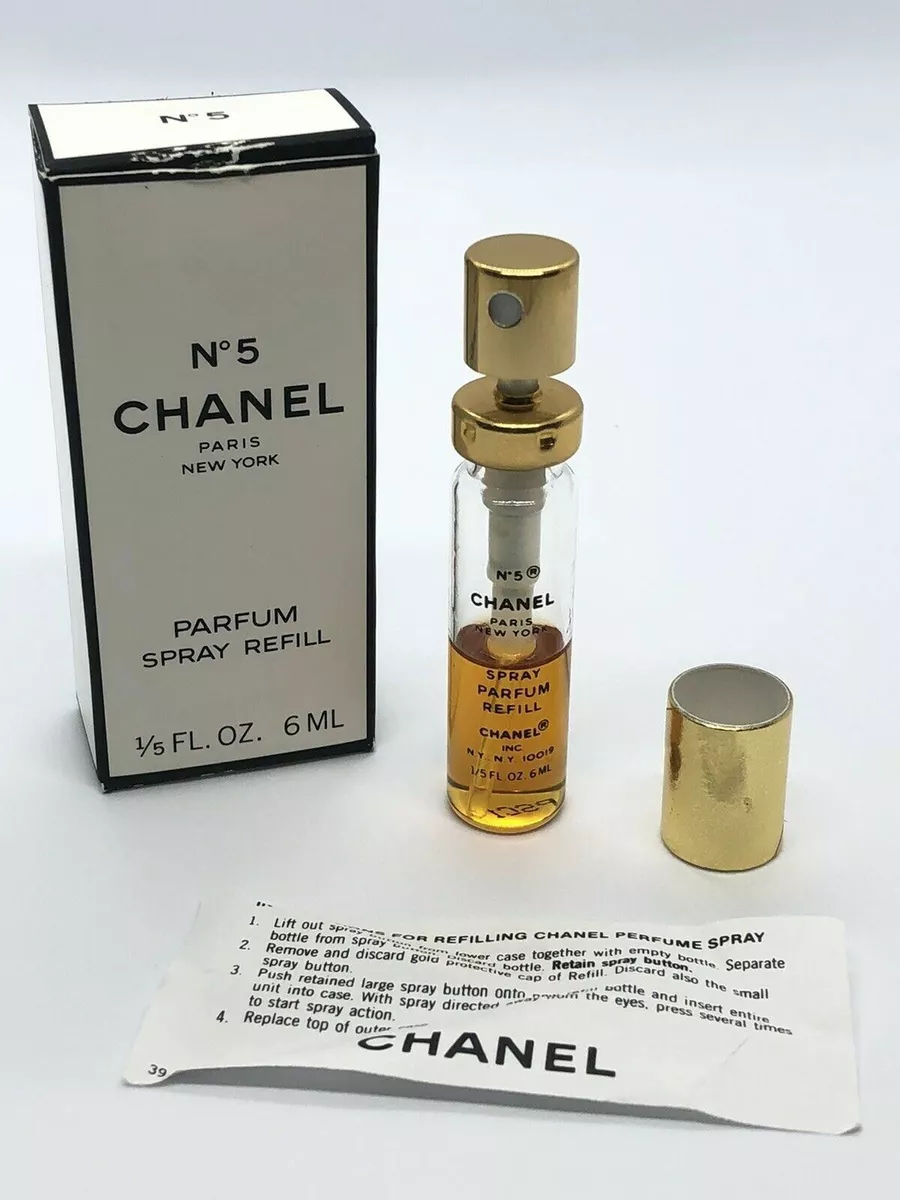 N° 5
N° 5
CHANEL
PARIS
NEW YORK
PARFUM
SPRAY REFILL
1/5 FL. OZ. 6 ML
N°5®
CHANEL
PARIS
NEW YORK
SPRAY
PARFUM
REFILL
CHANEL®
INC
N.Y. N.Y. 10019
1/5 FL OZ. 6 ML
FOR REFILLING CHANEL PERFUME SPRAY
1. Lift out spray button from lower case together with empty bottle. Separate
bottle from spray button.
2. Remove and discard gold protective cap of Refill. Discard also the small
spray button.
bottle. Retain spray button.
3. Push retained large spray button onto bottle and insert entire
unit into case. With spray directed the eyes, press several times
to start spray action.
4. Replace top of outer
CHANEL
39